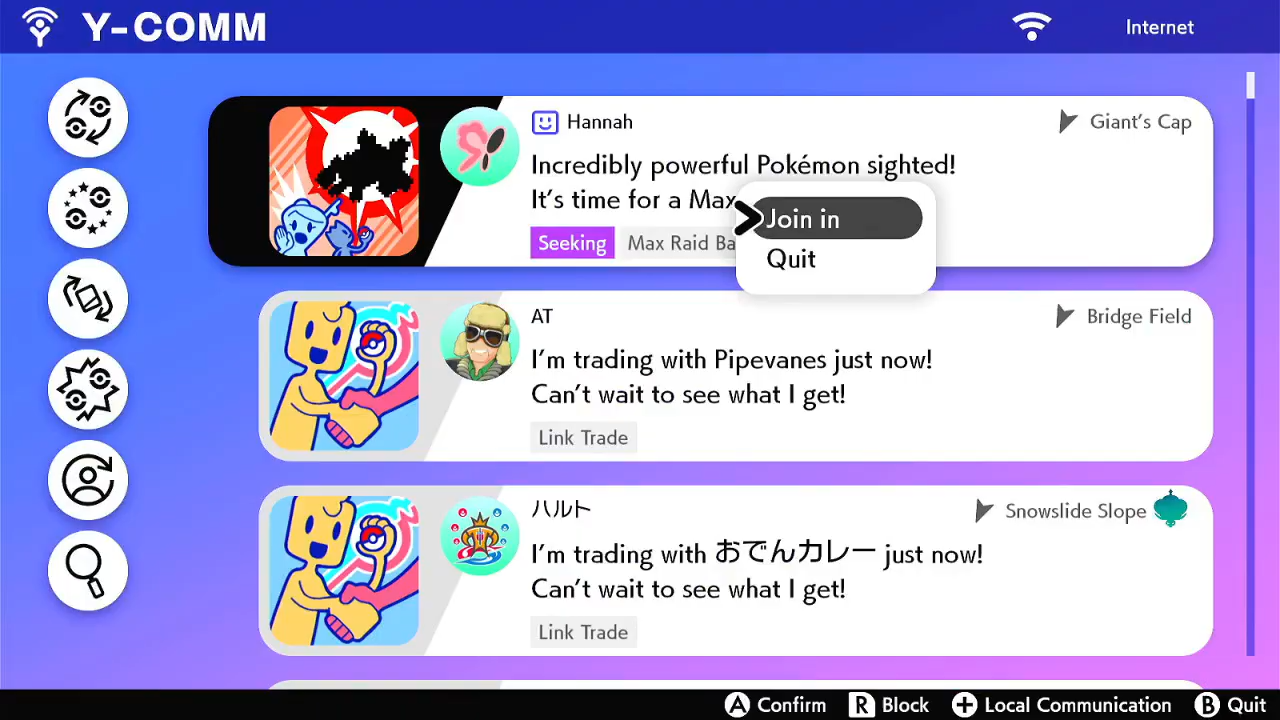 Y-COMM
Internet
Hannah
Giant's Cap
Incredibly powerful Pokémon sighted!
It's time for a Max
Seeking
Max Raid Ba
Join in
Quit
AT
Bridge Field
I'm trading with Pipevanes just now!
Can't wait to see what I get!
Link Trade
ハルト
Snowslide Slope
I'm trading with おでんカレー just now!
Can't wait to see what I get!
Link Trade
A Confirm
R Block
+ Local Communication
B Quit